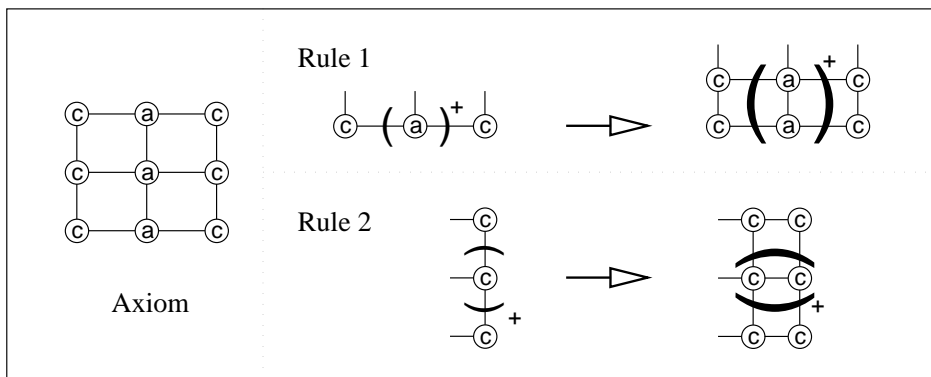 Rule 1
c ( a )+ c
c ( a )+ c
c a c
c a c
c a c
c a c
Axiom
Rule 2
c
( c )+
c
c c
( c c )+
c c